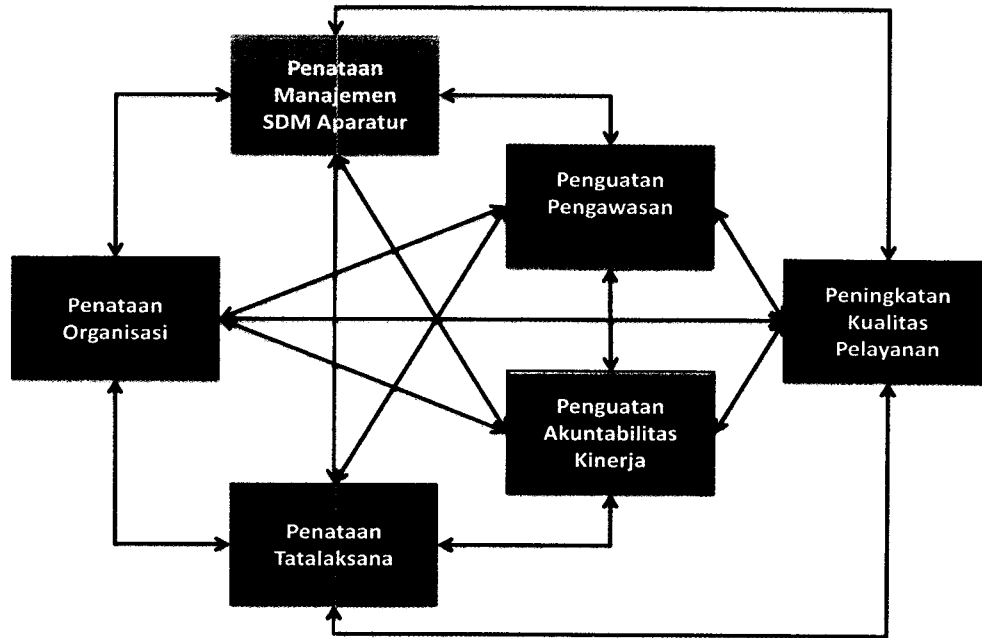 Penataan
Manajemen
SDM Aparatur
Penguatan
Pengawasan
Penataan
Organisasi
Peningkatan
Kualitas
Pelayanan
Penguatan
Akuntabilitas
Kinerja
Penataan
Tatalaksana